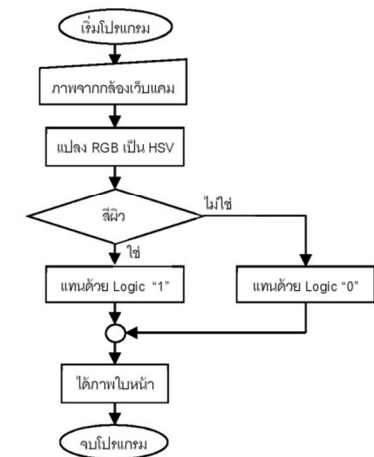 เริ่มโปรแกรม
ภาพจากกล้องเว็บแคม
แปลง RGB เป็น HSV
สีผิว
ไม่ใช่
ใช่
แทนด้วย Logic “1”
แทนด้วย Logic “0”
ได้ภาพใบหน้า
จบโปรแกรม